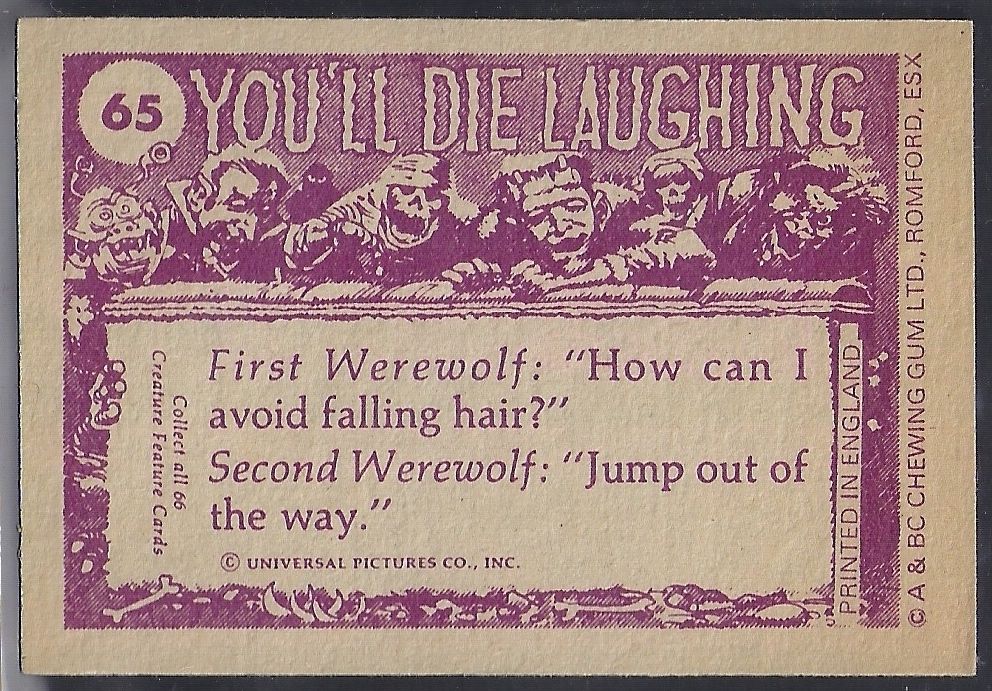 65
YOU'LL DIE LAUGHING
First Werewolf: "How can I
avoid falling hair?"
Second Werewolf: "Jump out of
the way."
© UNIVERSAL PICTURES CO., INC.
Collect all 66
Creature Feature Cards
PRINTED IN ENGLAND
© A & BC CHEWING GUM LTD., ROMFORD, ESX